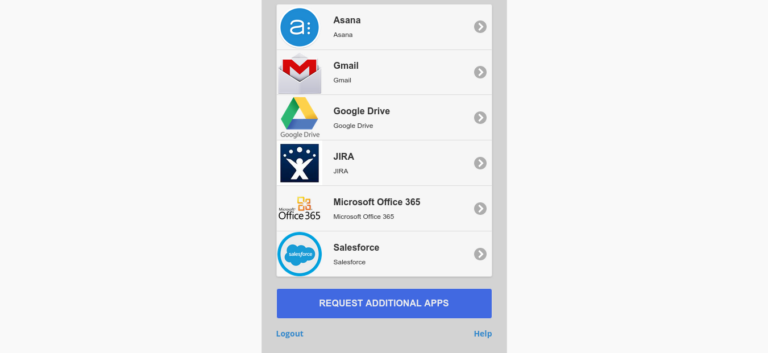 a:
Asana
Asana
Gmail
Gmail
Google Drive
Google Drive
Google Drive
JIRA
JIRA
Microsoft
Office 365
Microsoft Office 365
Microsoft Office 365
salesforce
Salesforce
Salesforce
REQUEST ADDITIONAL APPS
Logout
Help